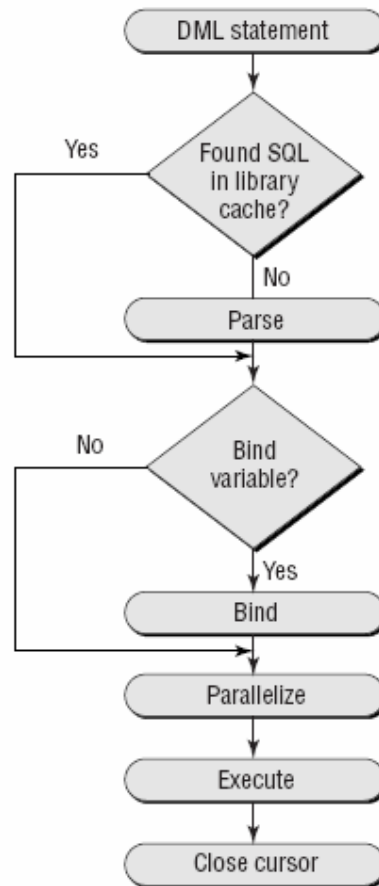 DML statement
Yes
Found SQL
in library
cache?
No
Parse
No
Bind
variable?
Yes
Bind
Parallelize
Execute
Close cursor